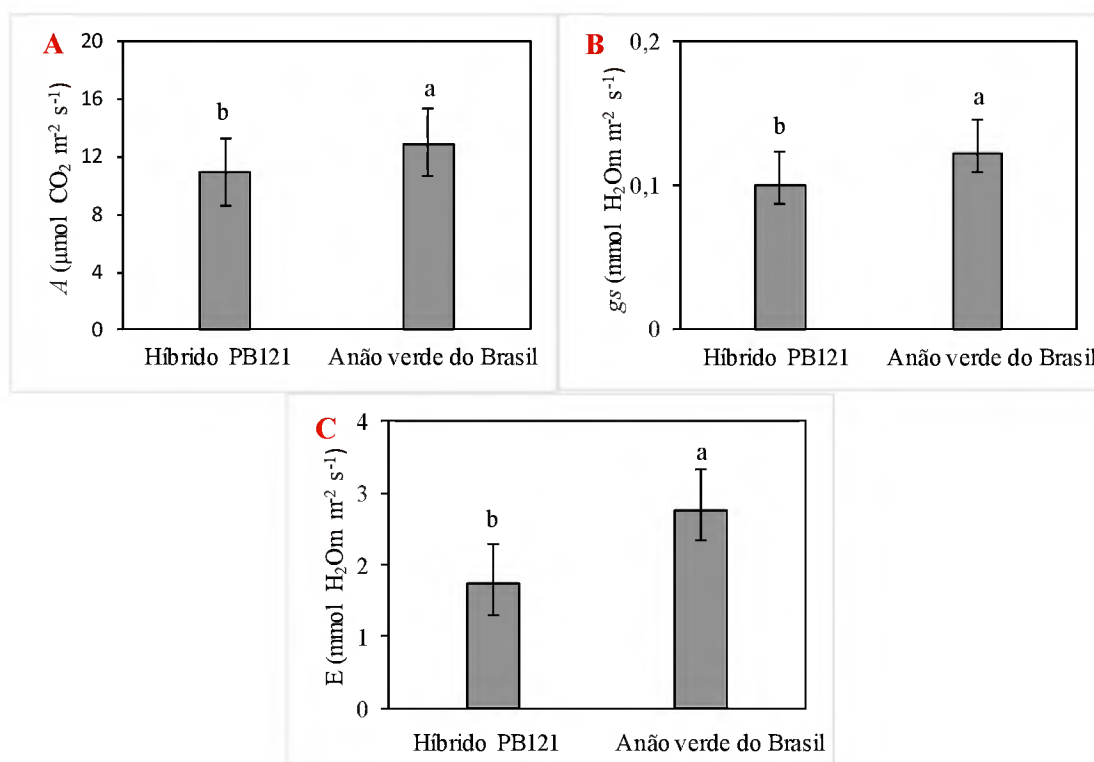 A
20
16
12
8
4
0
A (µmol CO₂ m⁻² s⁻¹)
b
a
Híbrido PB121
Anão verde do Brasil
B
0,2
0,1
0
gs (mmol H₂Om m⁻² s⁻¹)
b
a
Híbrido PB121
Anão verde do Brasil
C
4
3
2
1
0
E (mmol H₂Om m⁻² s⁻¹)
b
a
Híbrido PB121
Anão verde do Brasil